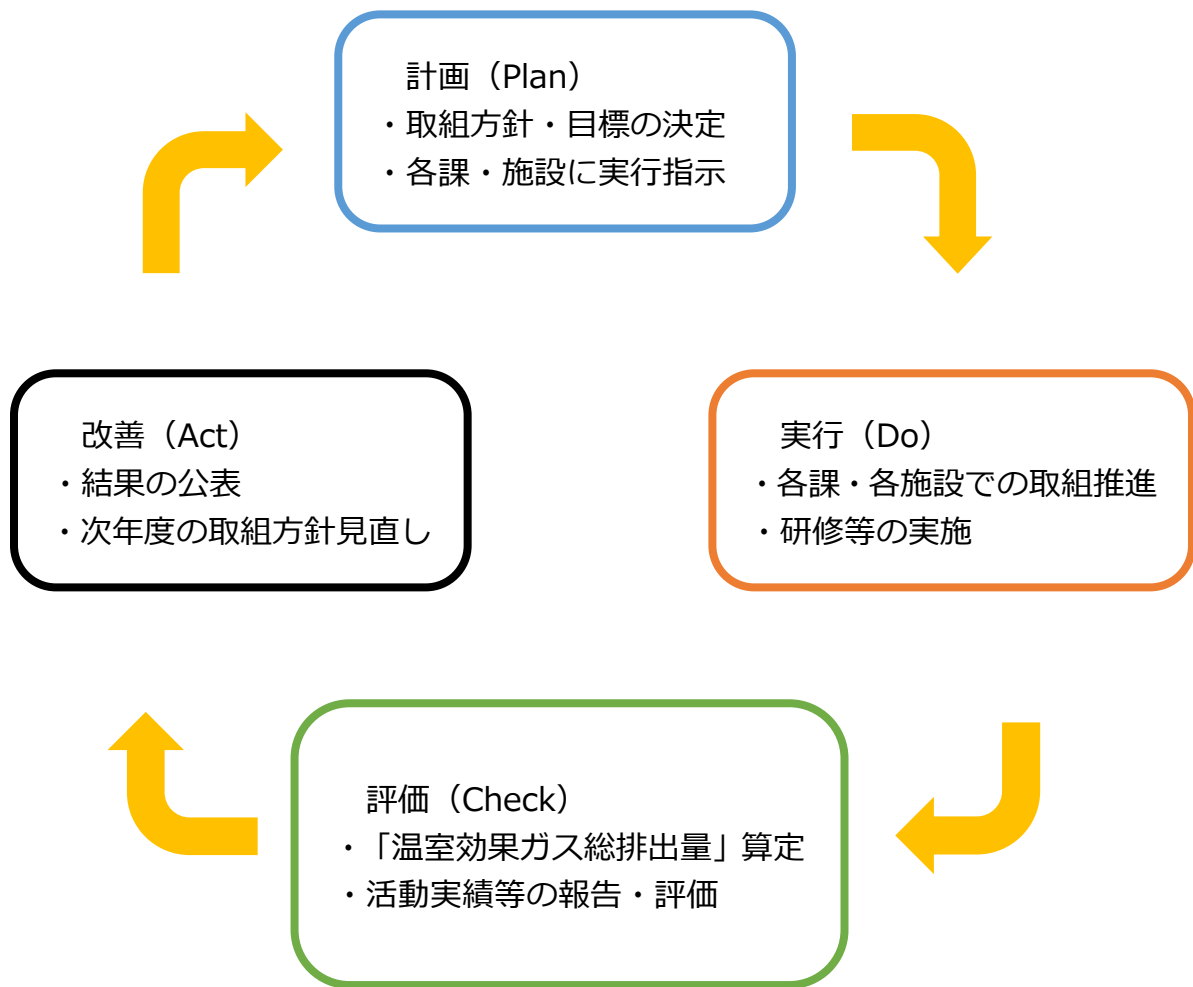 計画（Plan）
・取組方針・目標の決定
・各課・施設に実行指示
実行（Do）
・各課・各施設での取組推進
・研修等の実施
評価（Check）
・「温室効果ガス総排出量」算定
・活動実績等の報告・評価
改善（Act）
・結果の公表
・次年度の取組方針見直し